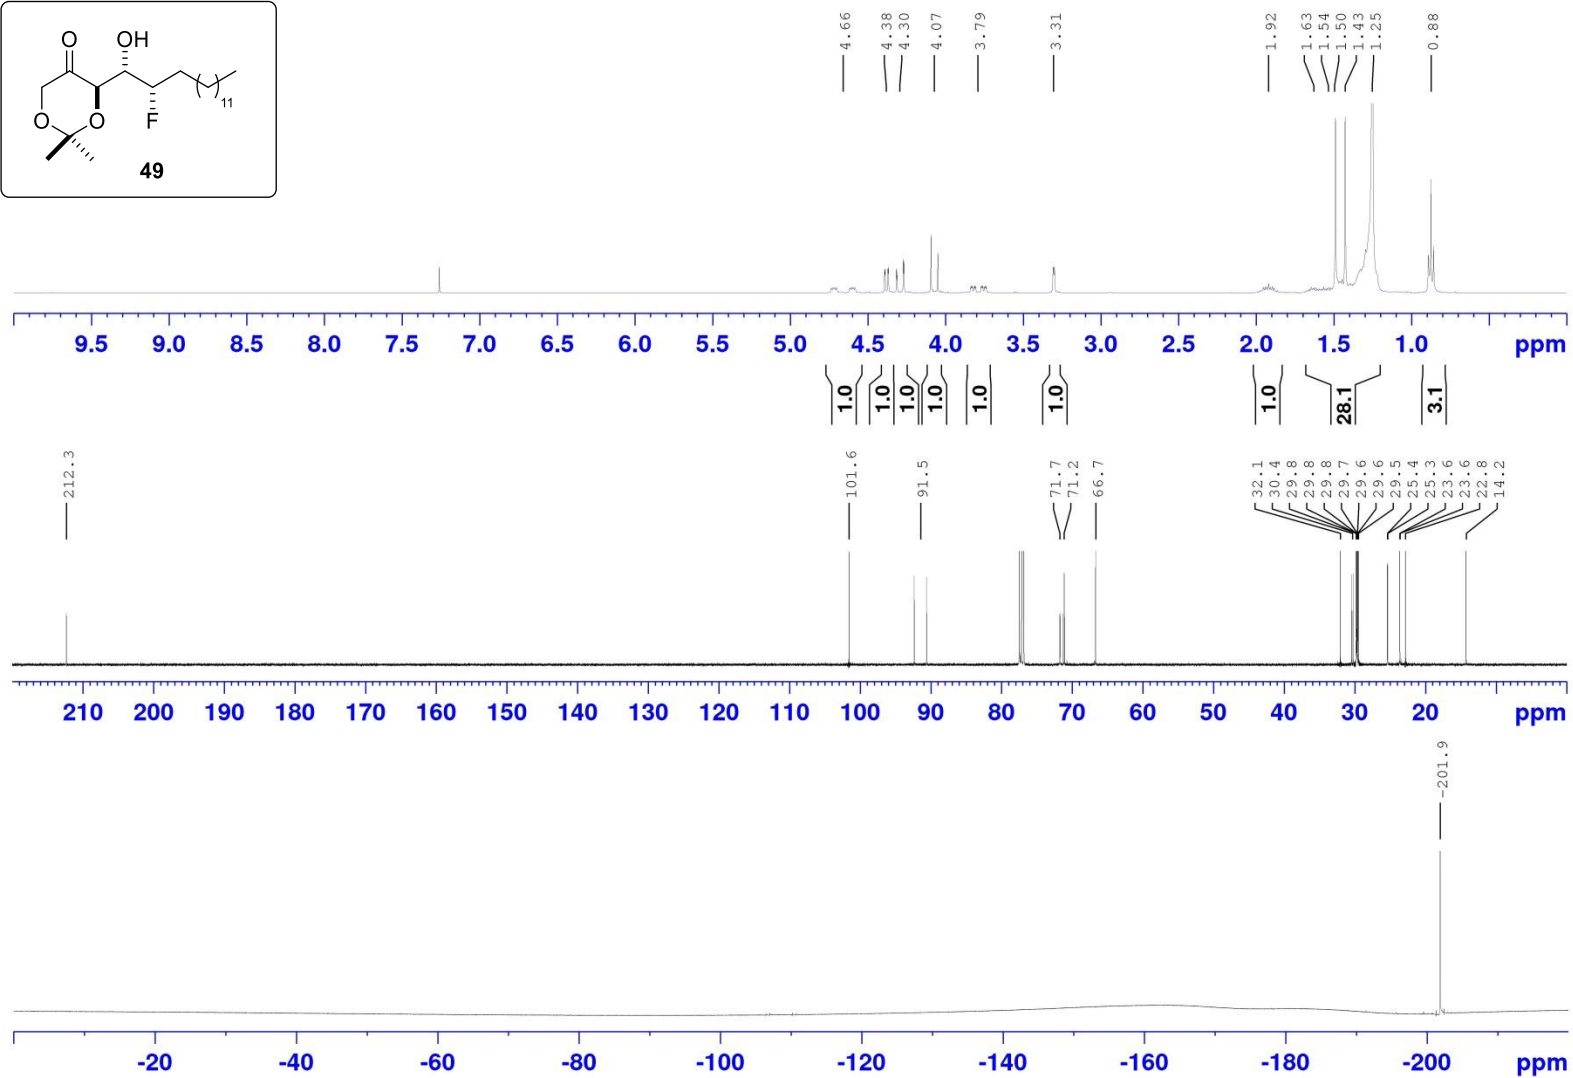 O OH
11
O O F
49
4.66 4.38 4.30 4.07 3.79 3.31 1.92 1.63 1.54 1.50 1.43 1.25 0.88
9.5 9.0 8.5 8.0 7.5 7.0 6.5 6.0 5.5 5.0 4.5 4.0 3.5 3.0 2.5 2.0 1.5 1.0 ppm
1.0 1.0 1.0 1.0 1.0 1.0 1.0 28.1 3.1
212.3 101.6 91.5 71.7 71.2 66.7 32.1 30.4 29.8 29.8 29.8 29.7 29.6 29.6 29.5 25.4 25.3 23.6 23.6 22.8 14.2
210 200 190 180 170 160 150 140 130 120 110 100 90 80 70 60 50 40 30 20 ppm
-201.9
-20 -40 -60 -80 -100 -120 -140 -160 -180 -200 ppm